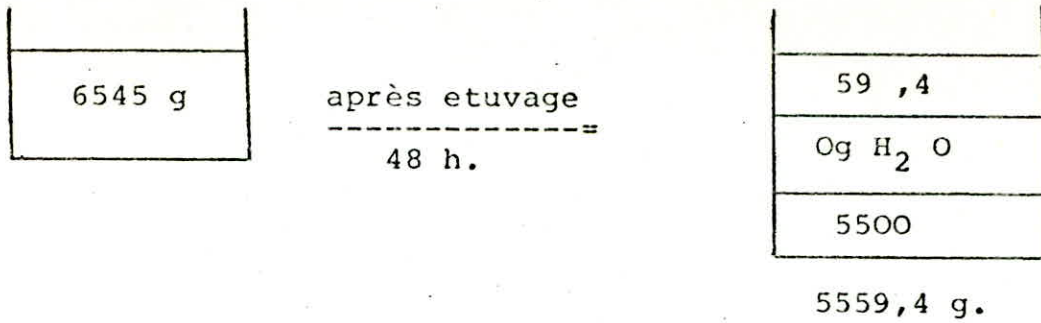 6545 g
après etuvage
-------------=
48 h.
59 ,4
Og H₂ O
5500
5559,4 g.